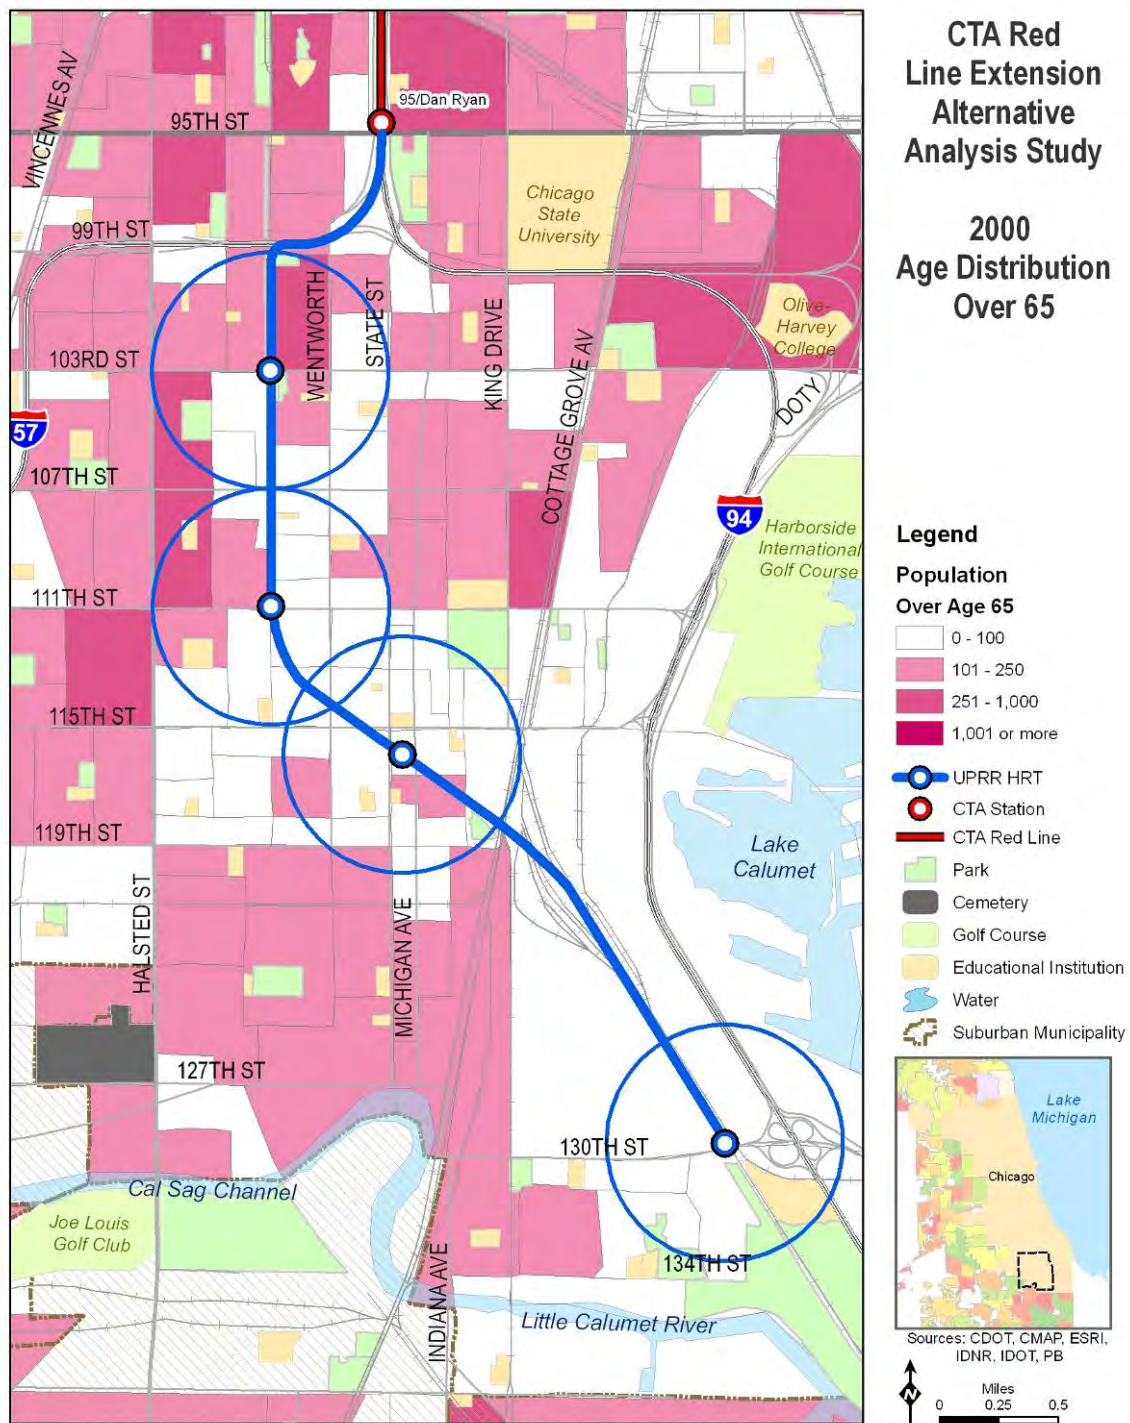 CTA Red
Line Extension
Alternative
Analysis Study
2000
Age Distribution
Over 65
VINCENNES AV
95TH ST
95/Dan Ryan
Chicago
State
University
99TH ST
WENTWORTH
STATE ST
KING DRIVE
COTTAGE GROVE AV
Olive-
Harvey
College
103RD ST
DOTY
57
107TH ST
94
Harborside
International
Golf Course
111TH ST
115TH ST
119TH ST
Lake
Calumet
HALSTED ST
MICHIGAN AVE
127TH ST
130TH ST
Cal Sag Channel
Joe Louis
Golf Club
INDIANA AVE
134TH ST
Little Calumet River
Legend
Population
Over Age 65
0 - 100
101 - 250
251 - 1,000
1,001 or more
UPRR HRT
CTA Station
CTA Red Line
Park
Cemetery
Golf Course
Educational Institution
Water
Suburban Municipality
Lake
Michigan
Chicago
Sources: CDOT, CMAP, ESRI,
IDNR, IDOT, PB
N
Miles
0 0.25 0.5